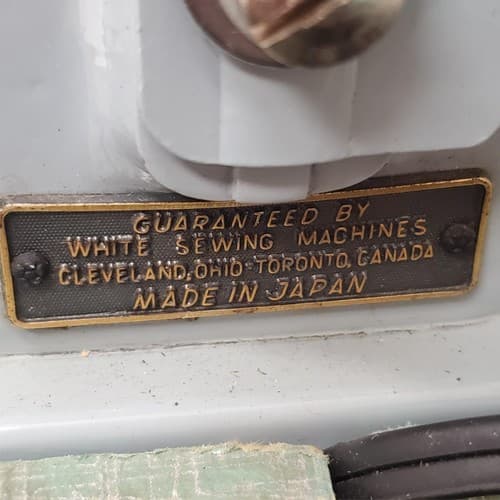 GUARANTEED BY
WHITE SEWING MACHINES
CLEVELAND, OHIO-TORONTO, CANADA
MADE IN JAPAN